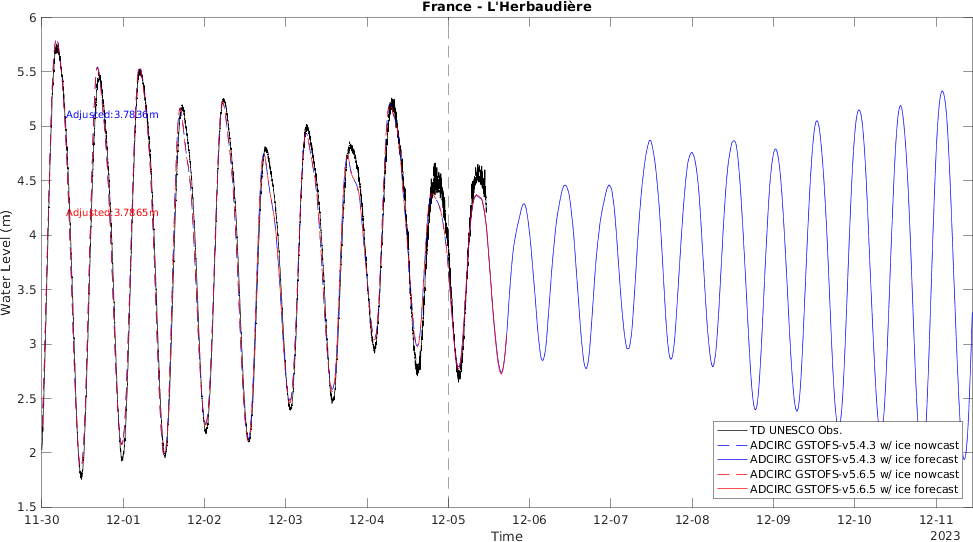 France - L'Herbaudière
6
5.5
5
4.5
4
3.5
3
2.5
2
1.5
Water Level (m)
Adjusted:3.7836m
Adjusted:3.7865m
TD UNESCO Obs.
ADCIRC GSTOFS-v5.4.3 w/ ice nowcast
ADCIRC GSTOFS-v5.4.3 w/ ice forecast
ADCIRC GSTOFS-v5.6.5 w/ ice nowcast
ADCIRC GSTOFS-v5.6.5 w/ ice forecast
11-30 12-01 12-02 12-03 12-04 12-05 12-06 12-07 12-08 12-09 12-10 12-11
Time
2023